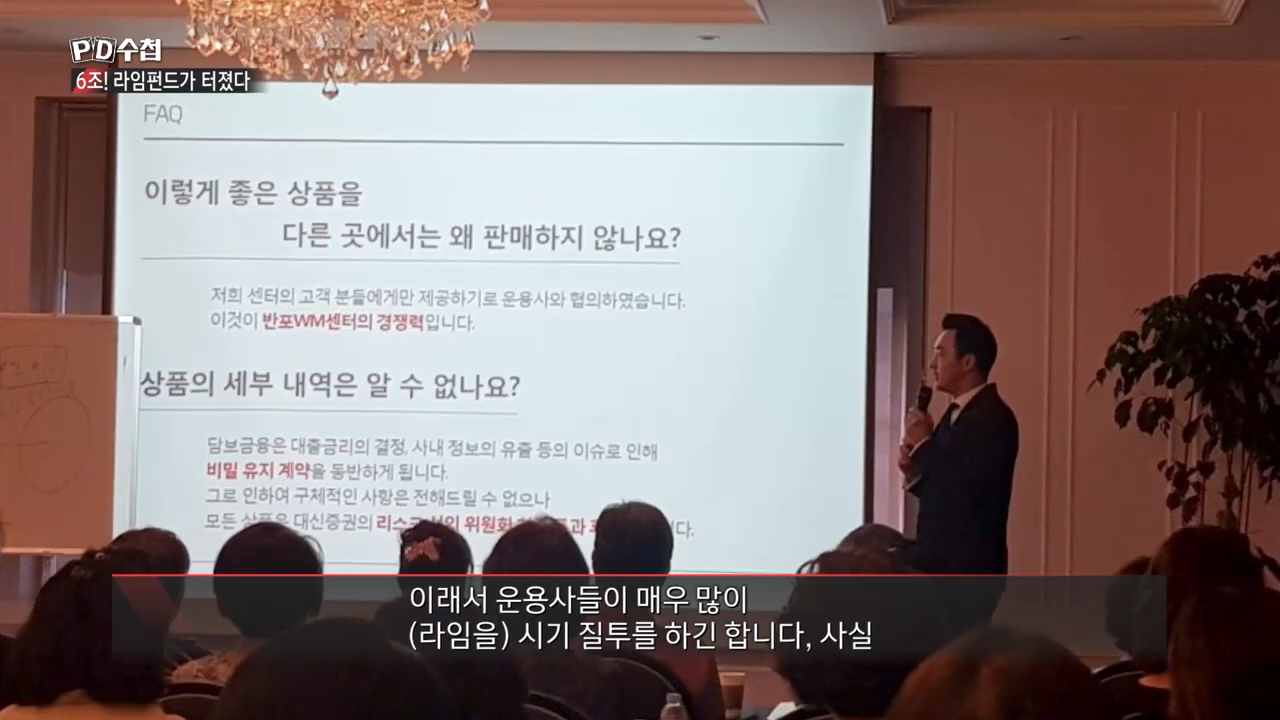 PD수첩
6조! 라임펀드가 터졌다
FAQ
이렇게 좋은 상품을
다른 곳에서는 왜 판매하지 않나요?
저희 센터의 고객 분들에게만 제공하기로 운용사와 협의하였습니다.
이것이 반포WM센터의 경쟁력입니다.
상품의 세부 내역은 알 수 없나요?
담보금융은 대출금리의 결정, 사내 정보의 유출 등의 이슈로 인해
비밀 유지 계약을 동반하게 됩니다.
그로 인하여 구체적인 사항은 전해드릴 수 없으나
모든 상품은 대신증권의
이래서 운용사들이 매우 많이
(라임을) 시기 질투를 하긴 합니다, 사실